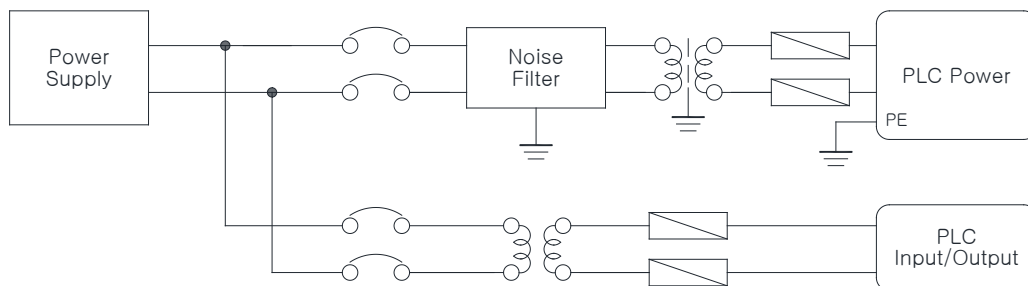 Power
Supply
Noise
Filter
PLC Power
PE
PLC
Input/Output